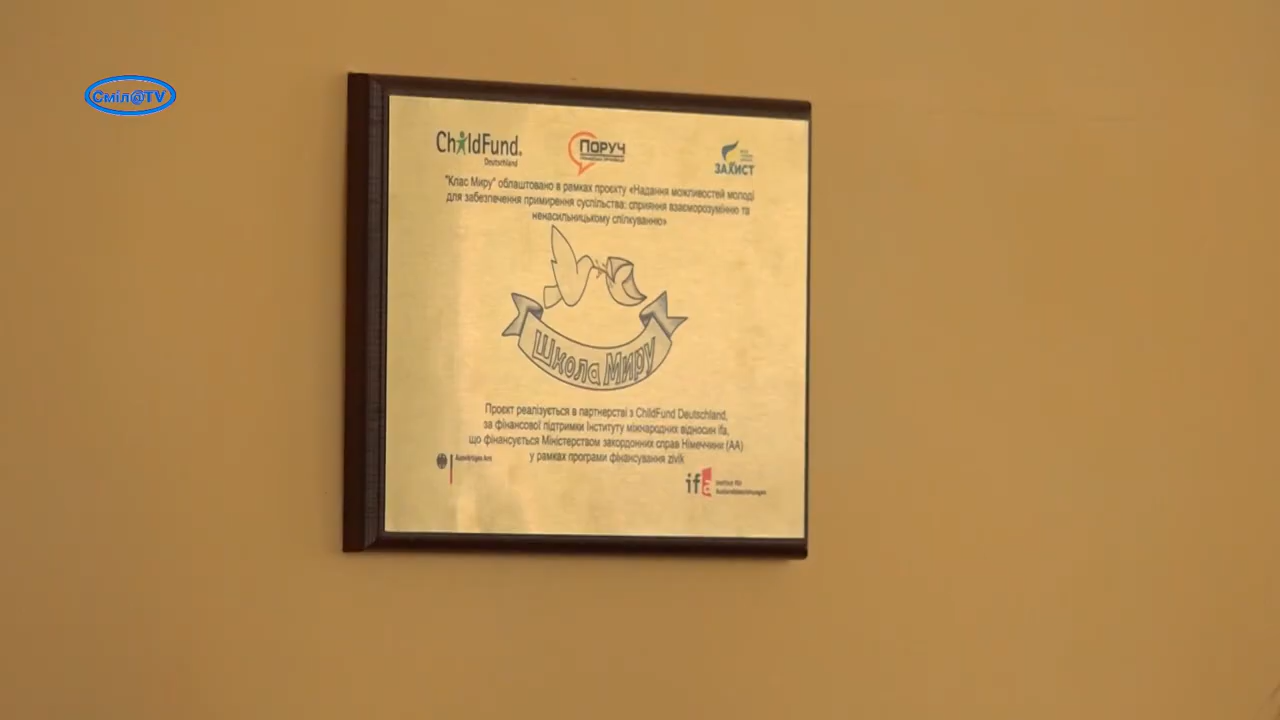 Сміл@TV
ChildFund.
Deutschland
ПОРУЧ
ЗАХИСТ
"Клас Миру" облаштовано в рамках проєкту «Надання можливостей молоді
для забезпечення примирення суспільства: сприяння взаєморозумінню та
ненасильницькому спілкуванню»
Школа Миру
Проєкт реалізується в партнерстві з ChildFund Deutschland,
за фінансової підтримки Інституту міжнародних відносин ifa,
що фінансується Міністерством закордонних справ Німеччини (АА)
у рамках програми фінансування zivik
Auswärtiges Amt
ifa
Institut für
Auslandsbeziehungen